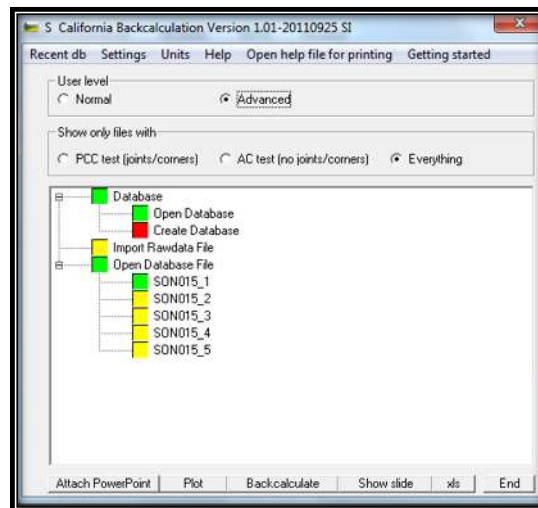 S California Backcalculation Version 1.01-20110925 SI
Recent db Settings Units Help Open help file for printing Getting started
User level
Normal Advanced
Show only files with
PCC test (joints/corners) AC test (no joints/corners) Everything
Database
Open Database
Create Database
Import Rawdata File
Open Database File
SON015_1
SON015_2
SON015_3
SON015_4
SON015_5
Attach PowerPoint Plot Backcalculate Show slide xls End